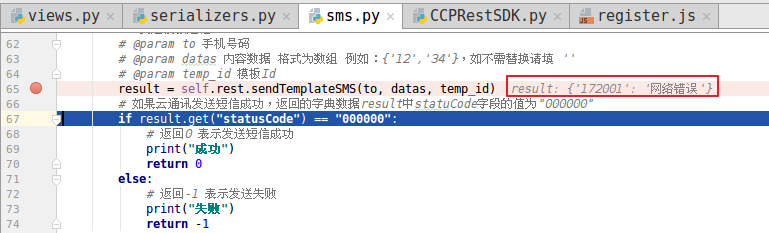 views.py × serializers.py × sms.py × CCPRestSDK.py × register.js ×
62 # @param to 手机号码
63 # @param datas 内容数据 格式为数组 例如：{'12','34'}，如不需替换请填 ''
64 # @param temp_id 模板Id
65 result = self.rest.sendTemplateSMS(to, datas, temp_id) result: {'172001': '网络错误'}
66 # 如果云通讯发送短信成功，返回的字典数据result中statuCode字段的值为"000000"
67 if result.get("statusCode") == "000000":
68 # 返回0 表示发送短信成功
69 print("成功")
70 return 0
71 else:
72 # 返回-1 表示发送失败
73 print("失败")
74 return -1